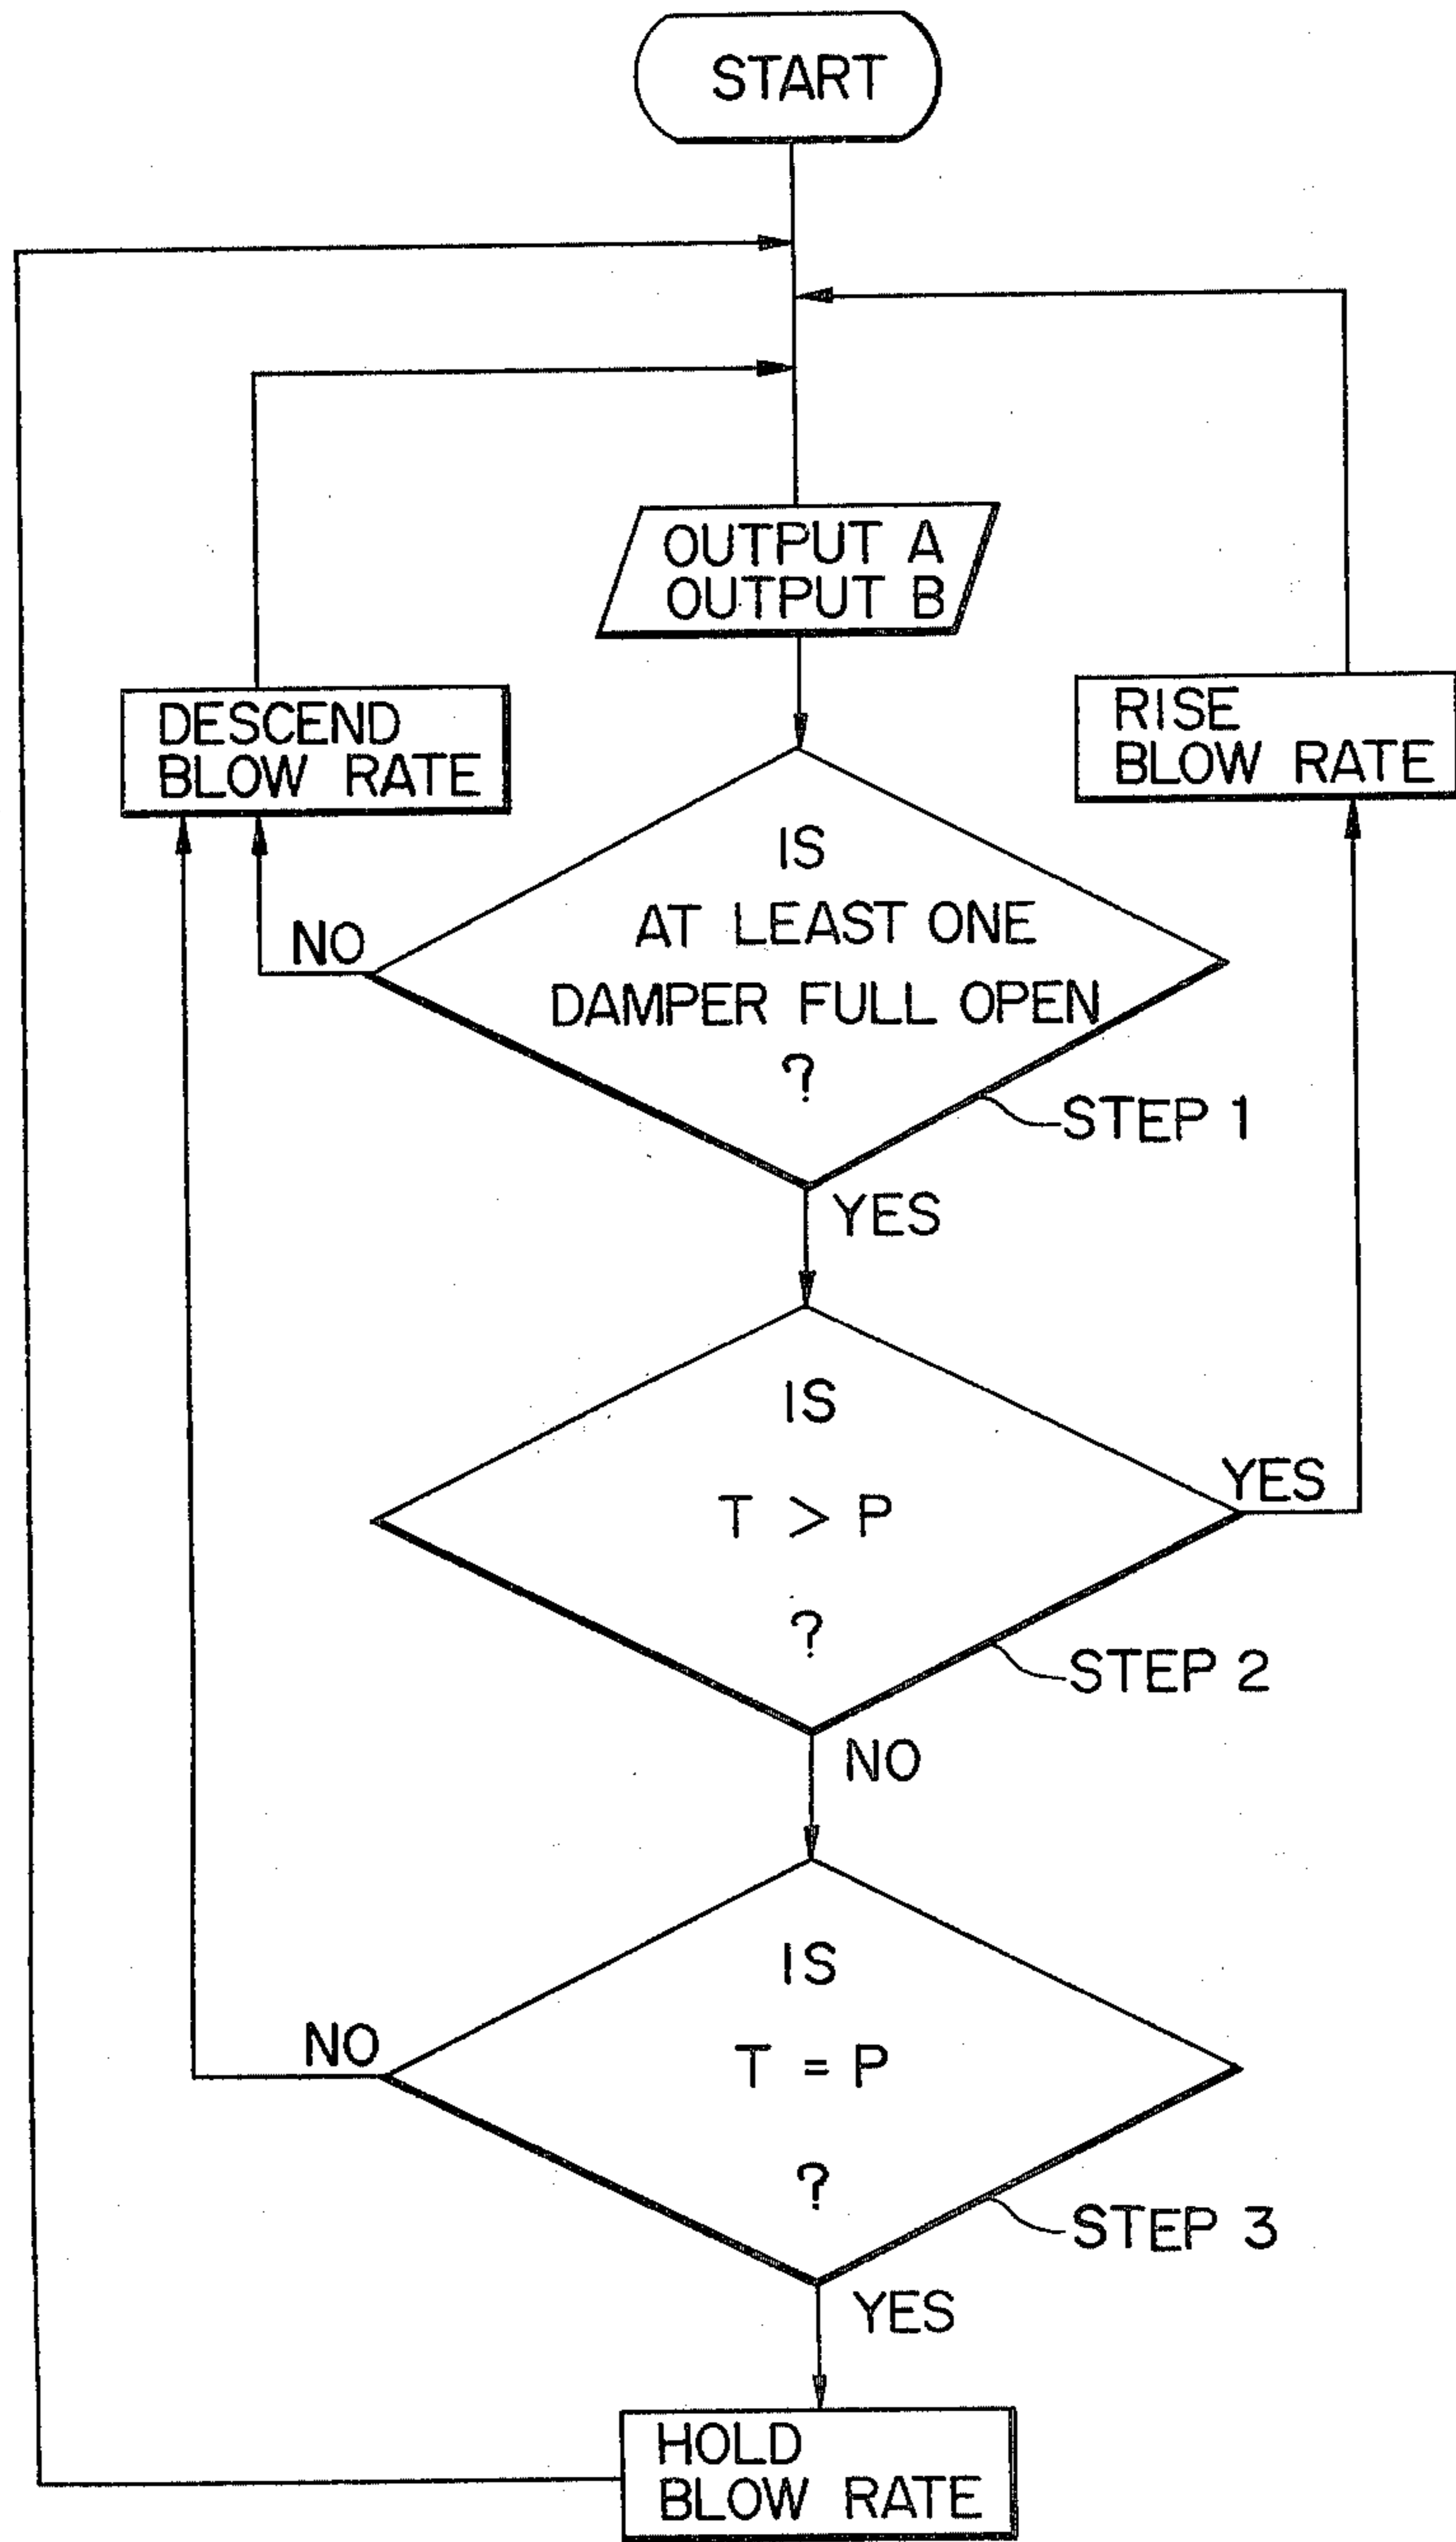 START
OUTPUT A
OUTPUT B
DESCEND
BLOW RATE
RISE
BLOW RATE
IS
AT LEAST ONE
DAMPER FULL OPEN
?
NO
STEP 1
YES
IS
T > P
?
YES
STEP 2
NO
IS
T = P
?
NO
STEP 3
YES
HOLD
BLOW RATE